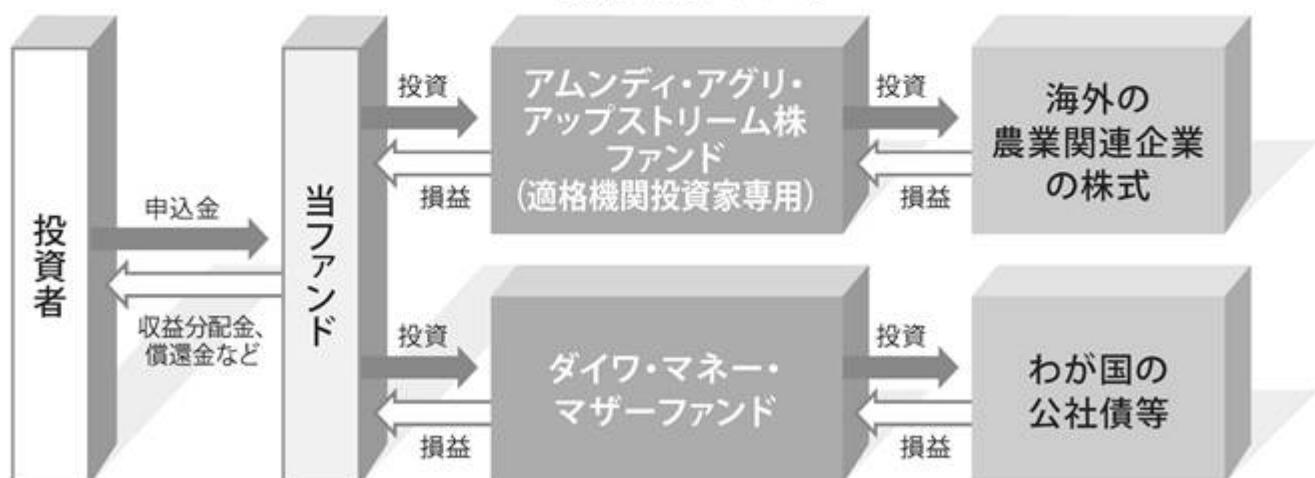 投資者
申込金
収益分配金、
償還金など
当ファンド
投資
損益
アムンディ・アグリ・
アップストリーム株
ファンド
(適格機関投資家専用)
投資
損益
海外の
農業関連企業
の株式
投資
損益
ダイワ・マネー・
マザーファンド
投資
損益
わが国の
公社債等